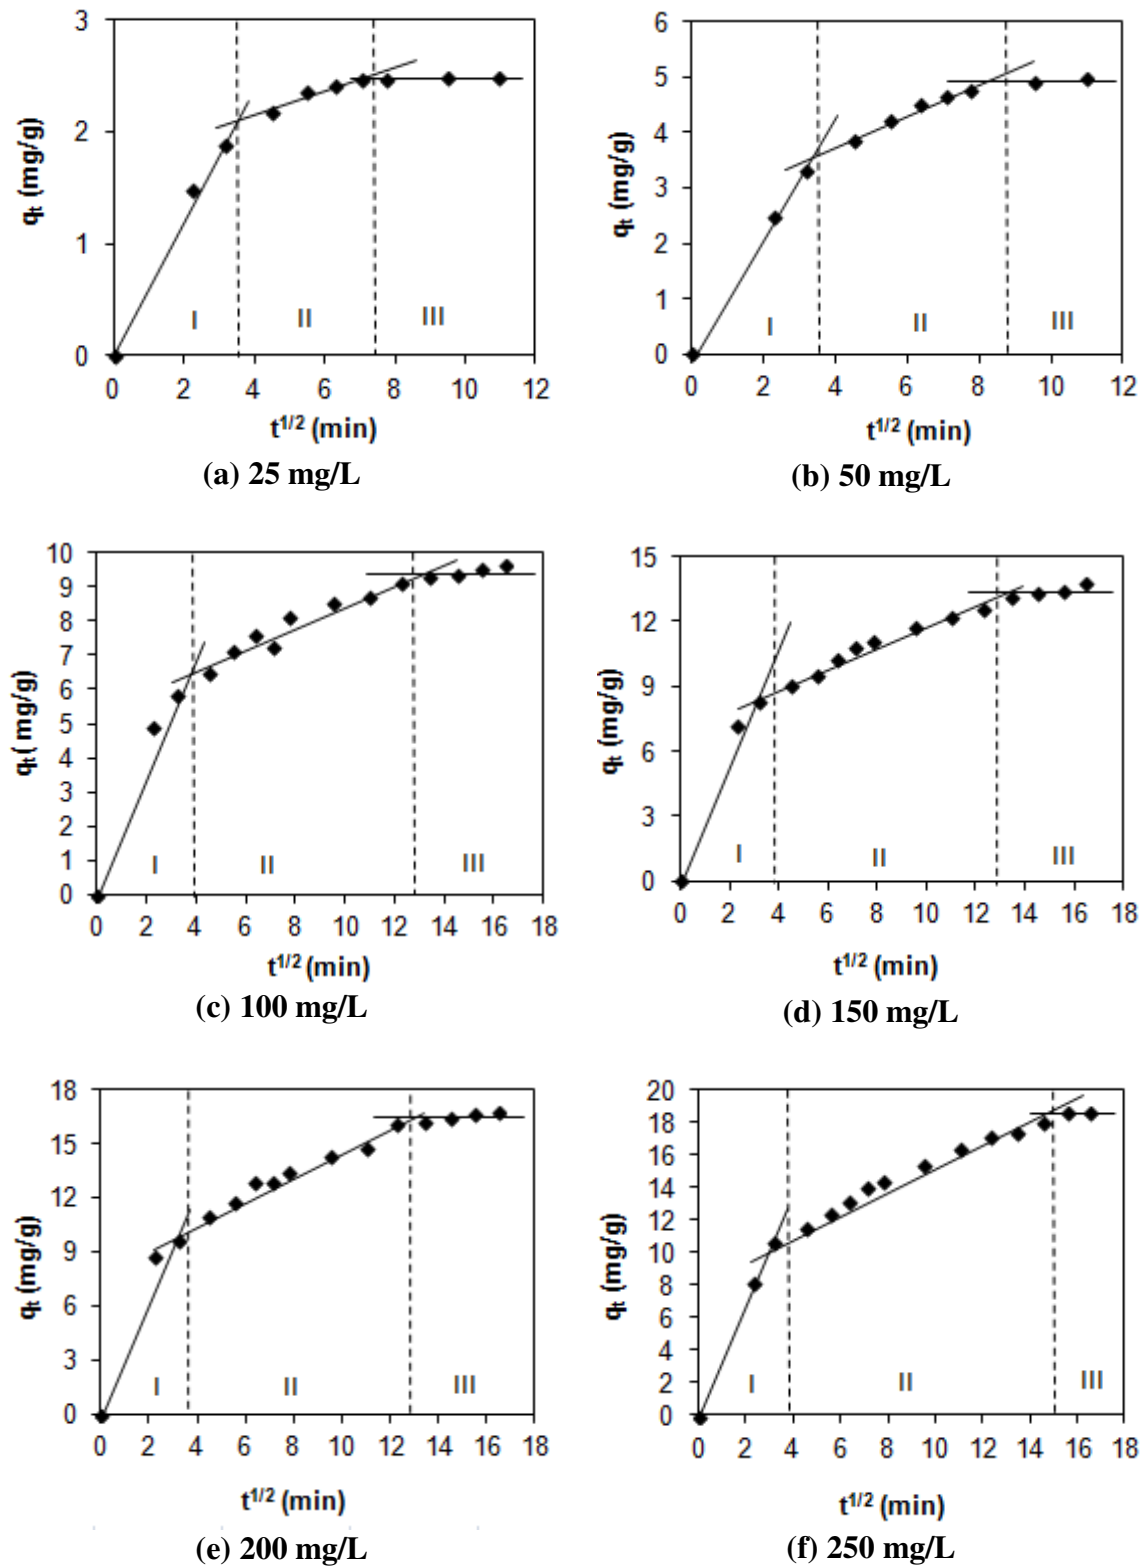 3
2
1
0
qt (mg/g)
I
II
III
0 2 4 6 8 10 12
t1/2 (min)
(a) 25 mg/L
6
5
4
3
2
1
0
qt (mg/g)
I
II
III
0 2 4 6 8 10 12
t1/2 (min)
(b) 50 mg/L
10
9
8
7
6
5
4
3
2
1
0
qt( mg/g)
I
II
III
0 2 4 6 8 10 12 14 16 18
t1/2 (min)
(c) 100 mg/L
15
12
9
6
3
0
qt (mg/g)
I
II
III
0 2 4 6 8 10 12 14 16 18
t1/2 (min)
(d) 150 mg/L
18
15
12
9
6
3
0
qt (mg/g)
I
II
III
0 2 4 6 8 10 12 14 16 18
t1/2 (min)
(e) 200 mg/L
20
18
16
14
12
10
8
6
4
2
0
qt (mg/g)
I
II
III
0 2 4 6 8 10 12 14 16 18
t1/2 (min)
(f) 250 mg/L